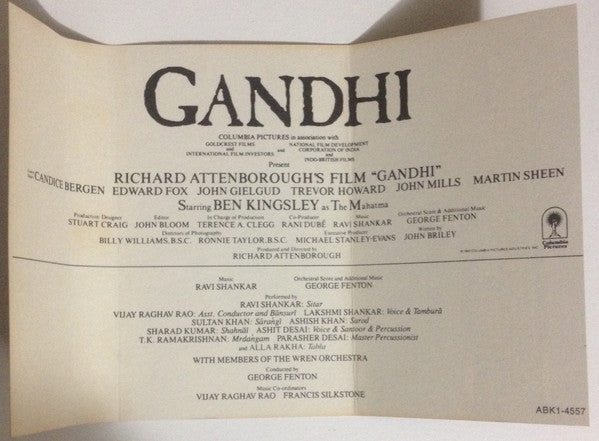 GANDHI
COLUMBIA PICTURES in association with
GOLDCREST FILMS and INTERNATIONAL FILM INVESTORS and NATIONAL FILM DEVELOPMENT CORPORATION OF INDIA and INDO-BRITISH FILMS
Present
RICHARD ATTENBOROUGH'S FILM "GANDHI"
CANDICE BERGEN EDWARD FOX JOHN GIELGUD TREVOR HOWARD JOHN MILLS MARTIN SHEEN
Starring BEN KINGSLEY as The Mahatma
Production Designer Editor In Charge of Production Co-Producer Music Orchestral Score & Additional Music
STUART CRAIG JOHN BLOOM TERENCE A. CLEGG RANI DUBÉ RAVI SHANKAR GEORGE FENTON
Directors of Photography Executive Producer Written by
BILLY WILLIAMS, B.S.C. RONNIE TAYLOR, B.S.C. MICHAEL STANLEY-EVANS JOHN BRILEY
Produced and Directed by
RICHARD ATTENBOROUGH
Columbia
Pictures
Music Orchestral Score and Additional Music
RAVI SHANKAR GEORGE FENTON
Performed by
RAVI SHANKAR: Sitar
VIJAY RAGHAV RAO: Asst. Conductor and Bānsurī LAKSHMI SHANKAR: Voice & Tamburā
SULTAN KHAN: Sārangī ASHISH KHAN: Sarod
SHARAD KUMAR: Shahnāī ASHIT DESAI: Voice & Santoor & Percussion
T.K. RAMAKRISHNAN: Mrdangam PARASHER DESAI: Master Percussionist
and ALLA RAKHA: Tabla
WITH MEMBERS OF THE WREN ORCHESTRA
Conducted by
GEORGE FENTON
Music Co-ordinators
VIJAY RAGHAV RAO FRANCIS SILKSTONE
ABK1-4557